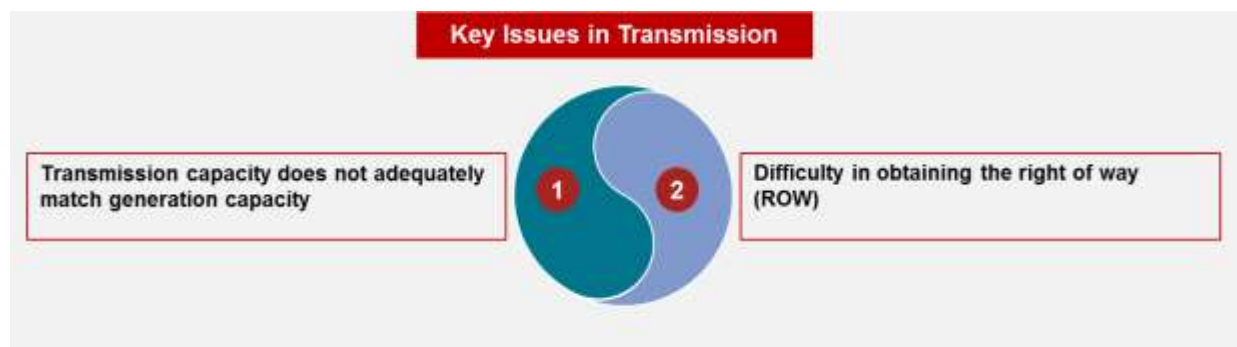 Key Issues in Transmission
Transmission capacity does not adequately
match generation capacity
1
2
Difficulty in obtaining the right of way
(ROW)